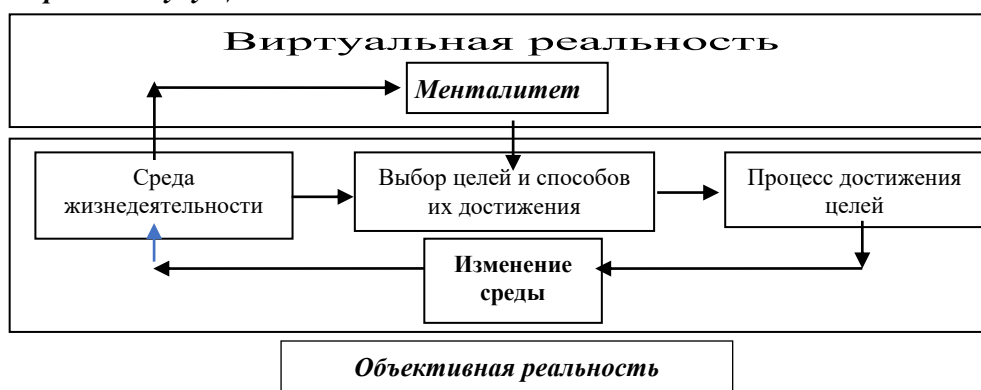 Виртуальная реальность
Менталитет
Среда
жизнедеятельности
Выбор целей и способов
их достижения
Процесс достижения
целей
Изменение
среды
Объективная реальность